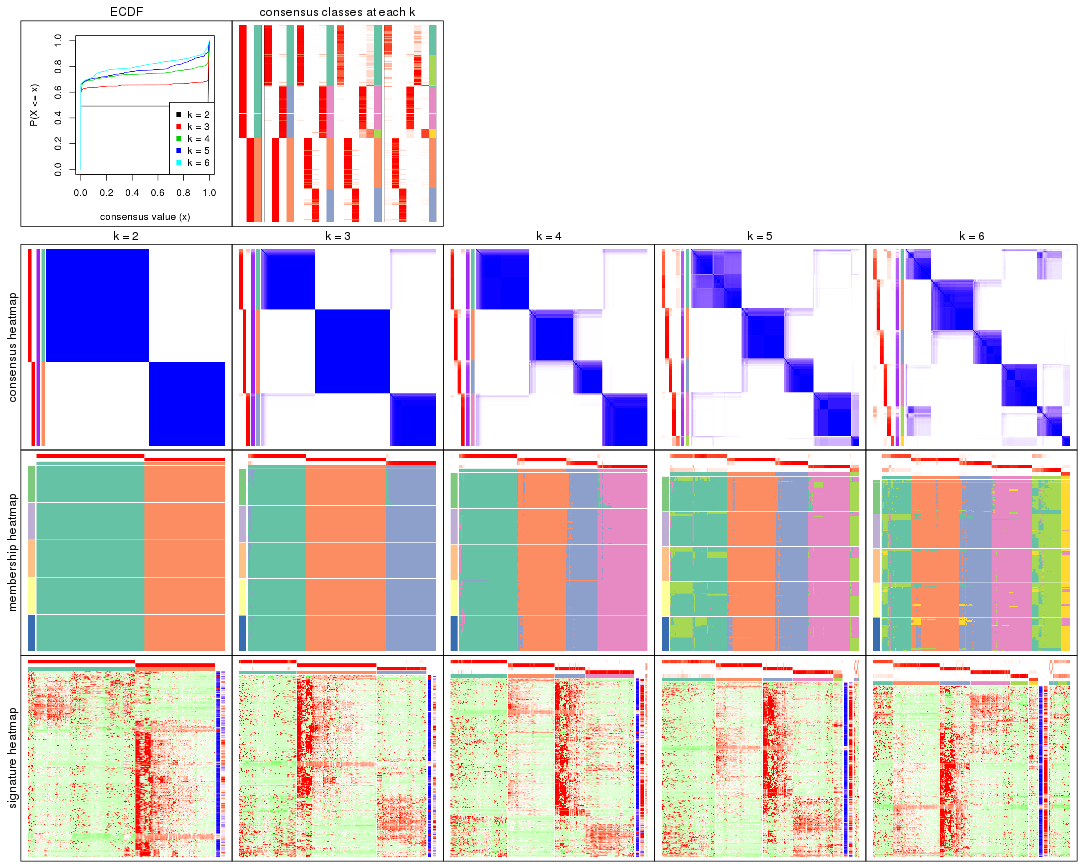 ECDF
consensus classes at each k
P(X <= x)
0.0 0.2 0.4 0.6 0.8 1.0
k = 2
k = 3
k = 4
k = 5
k = 6
0.0 0.2 0.4 0.6 0.8 1.0
consensus value (x)
k = 2
k = 3
k = 4
k = 5
k = 6
consensus heatmap
membership heatmap
signature heatmap